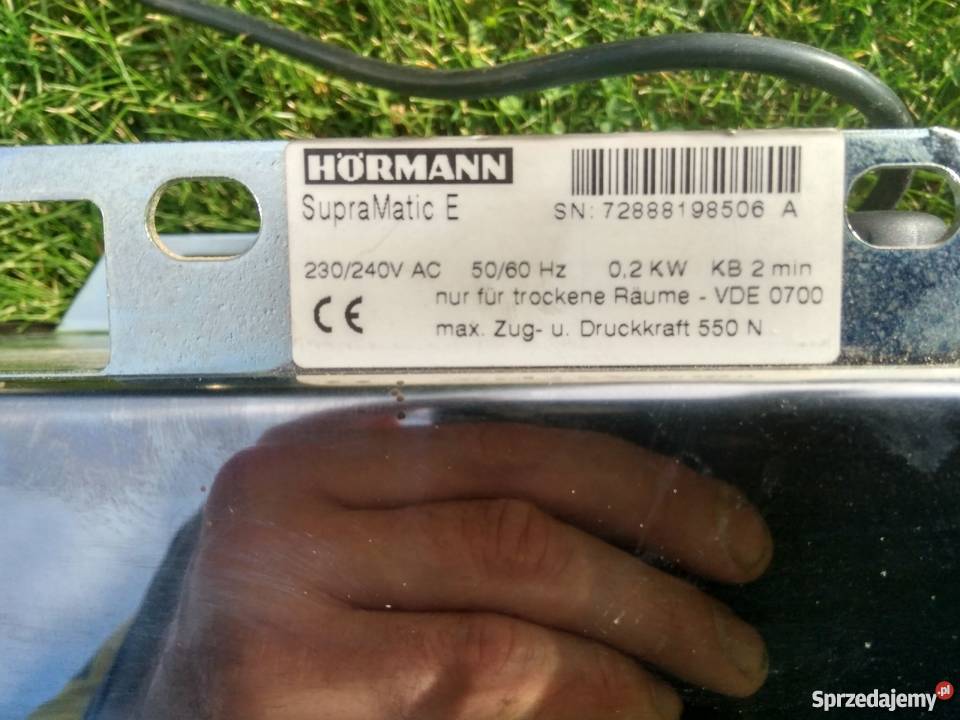 HÖRMANN
SupraMatic E
SN: 72888198506 A
230/240V AC 50/60 Hz 0,2 KW KB 2 min
nur für trockene Räume - VDE 0700
CE
max. Zug- u. Druckkraft 550 N
Sprzedajemy.pl